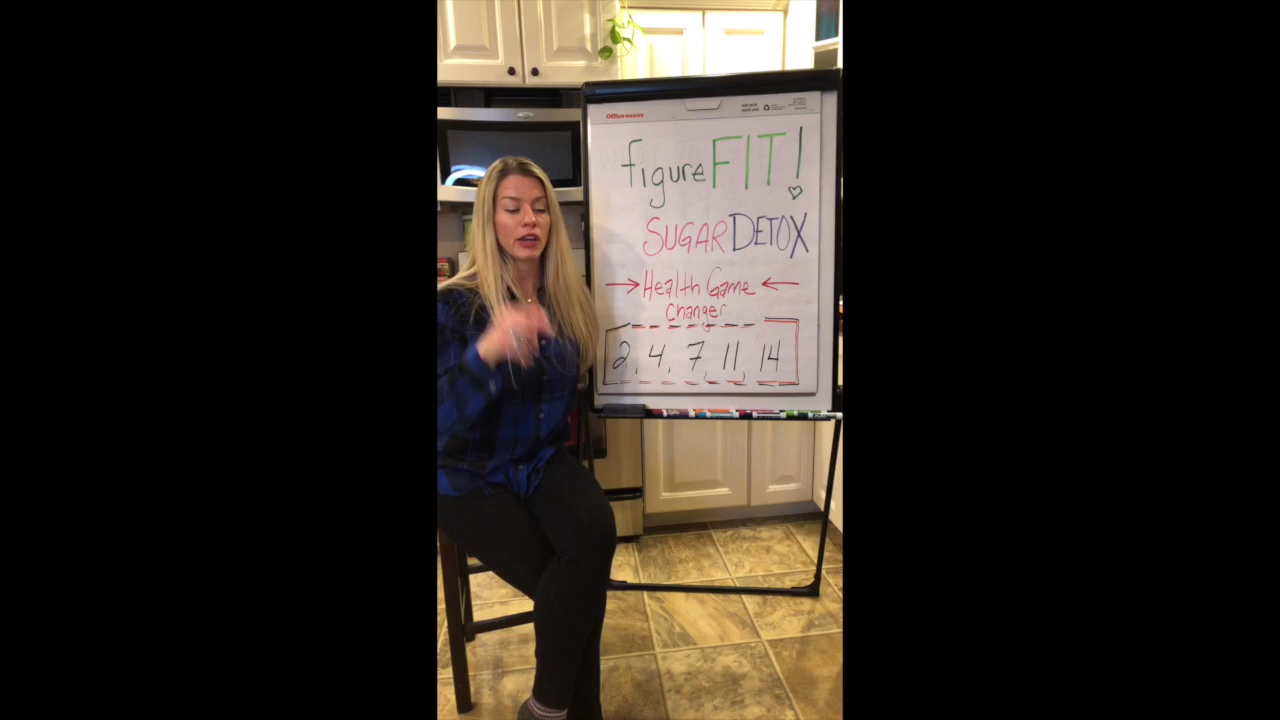 Office DEPOT
figure FIT!
SUGAR DETOX
Health Game
Changer
2, 4, 7, 11, 14